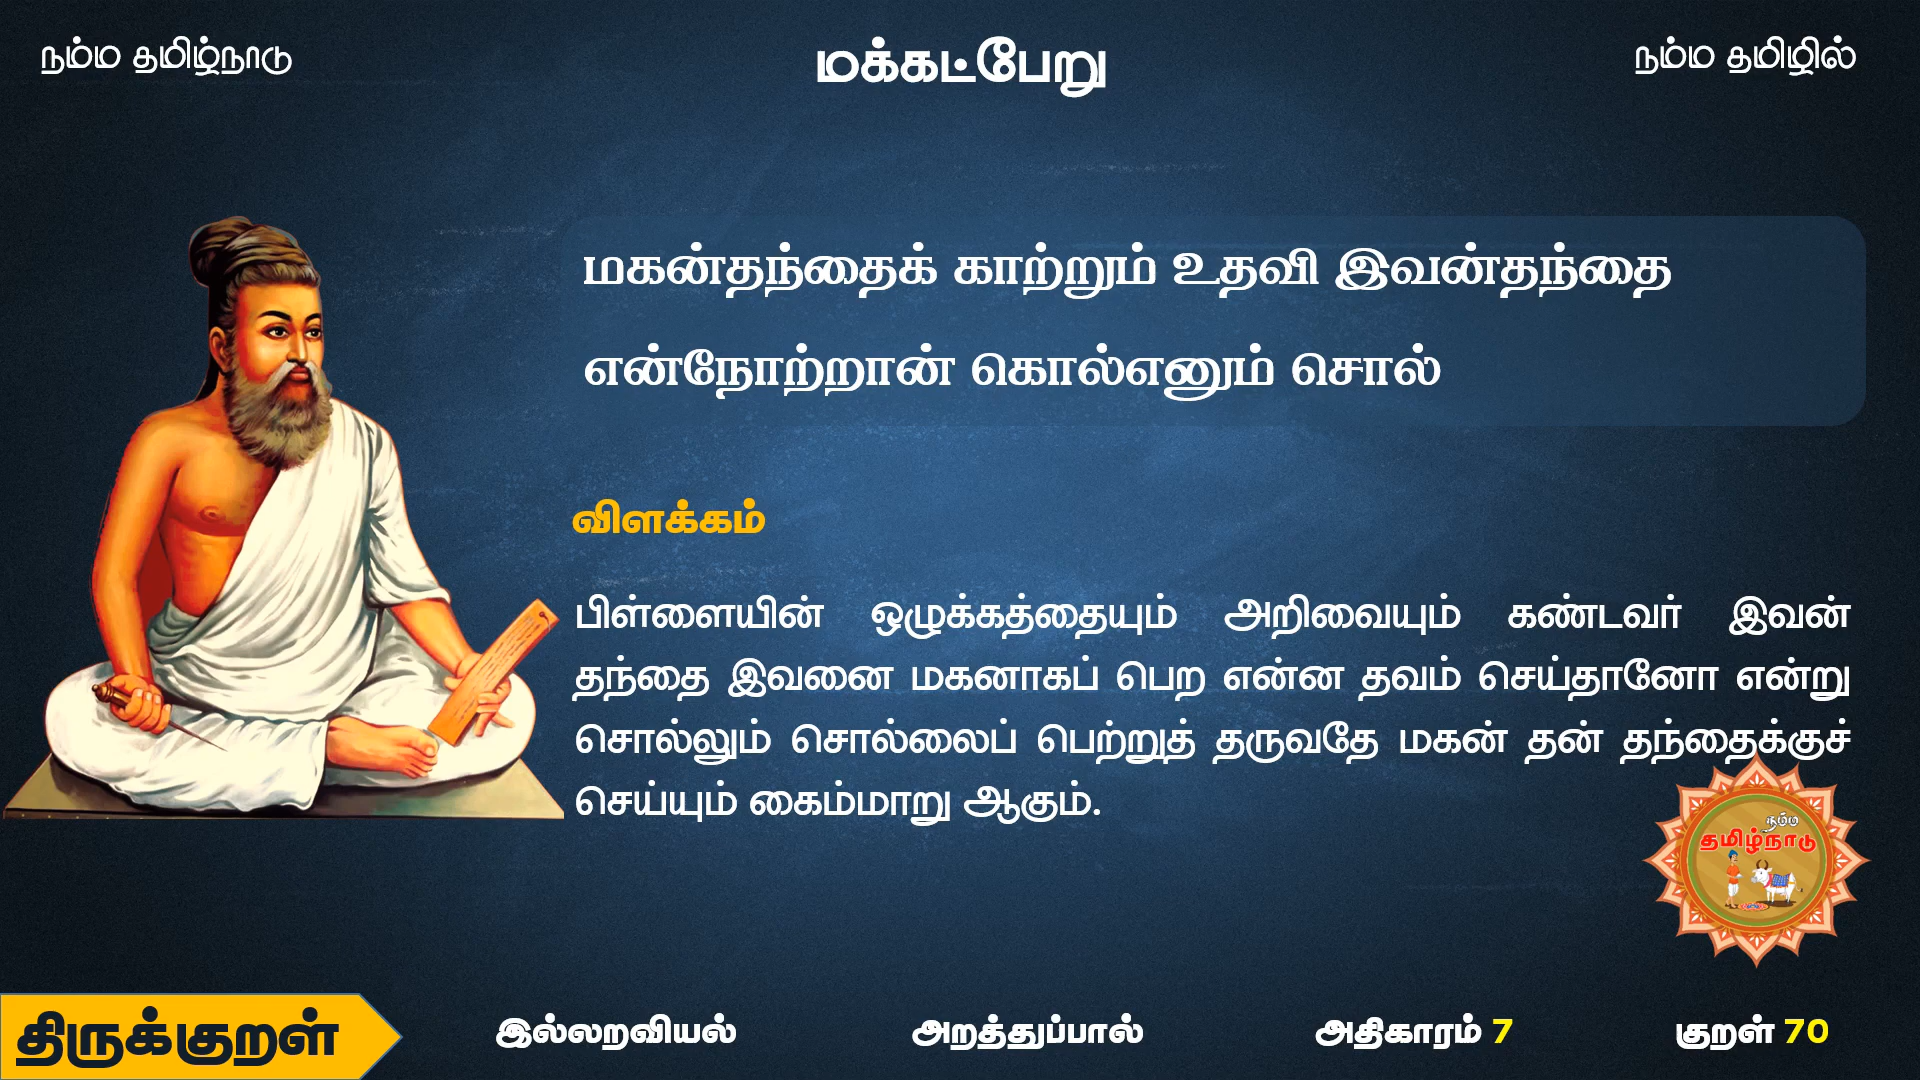 நம்ம தமிழ்நாடு
மக்கட்பேறு
நம்ம தமிழில்
மகன்தந்தைக் காற்றும் உதவி இவன்தந்தை
என்நோற்றான் கொல்எனும் சொல்
விளக்கம்
பிள்ளையின் ஒழுக்கத்தையும் அறிவையும் கண்டவர் இவன்
தந்தை இவனை மகனாகப் பெற என்ன தவம் செய்தானோ என்று
சொல்லும் சொல்லைப் பெற்றுத் தருவதே மகன் தன் தந்தைக்குச்
செய்யும் கைம்மாறு ஆகும்.
நம்ம
தமிழ்நாடு
திருக்குறள்
இல்லறவியல்
அறத்துப்பால்
அதிகாரம் 7
குறள் 70